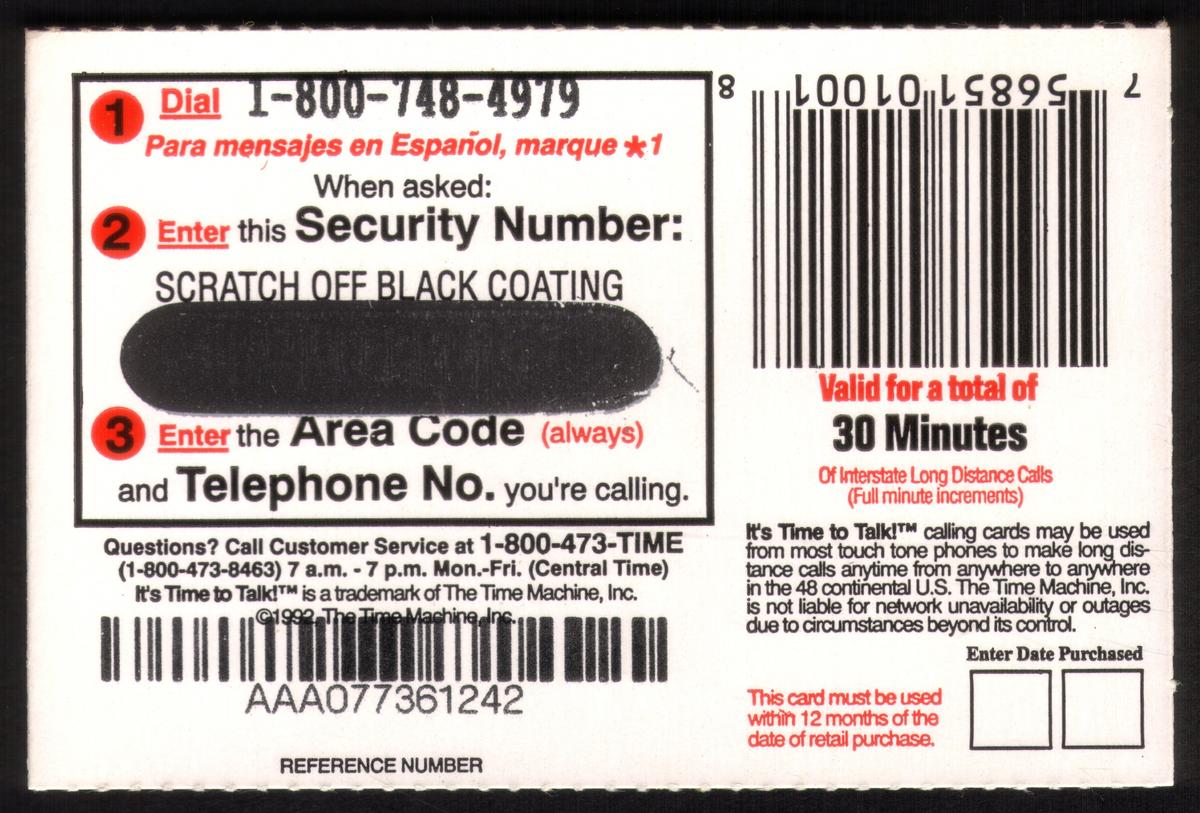 1 Dial 1-800-748-4979
Para mensajes en Español, marque *1
When asked:
2 Enter this Security Number:
SCRATCH OFF BLACK COATING
3 Enter the Area Code (always)
and Telephone No. you're calling.
Questions? Call Customer Service at 1-800-473-TIME
(1-800-473-8463) 7 a.m. - 7 p.m. Mon.-Fri. (Central Time)
It's Time to Talk!™ is a trademark of The Time Machine, Inc.
©1992 The Time Machine, Inc.
AAA077361242
REFERENCE NUMBER
7 56851 01001 8
Valid for a total of
30 Minutes
Of Interstate Long Distance Calls
(Full minute increments)
It's Time to Talk!™ calling cards may be used
from most touch tone phones to make long dis-
tance calls anytime from anywhere to anywhere
in the 48 continental U.S. The Time Machine, Inc.
is not liable for network unavailability or outages
due to circumstances beyond its control.
Enter Date Purchased
This card must be used
within 12 months of the
date of retail purchase.